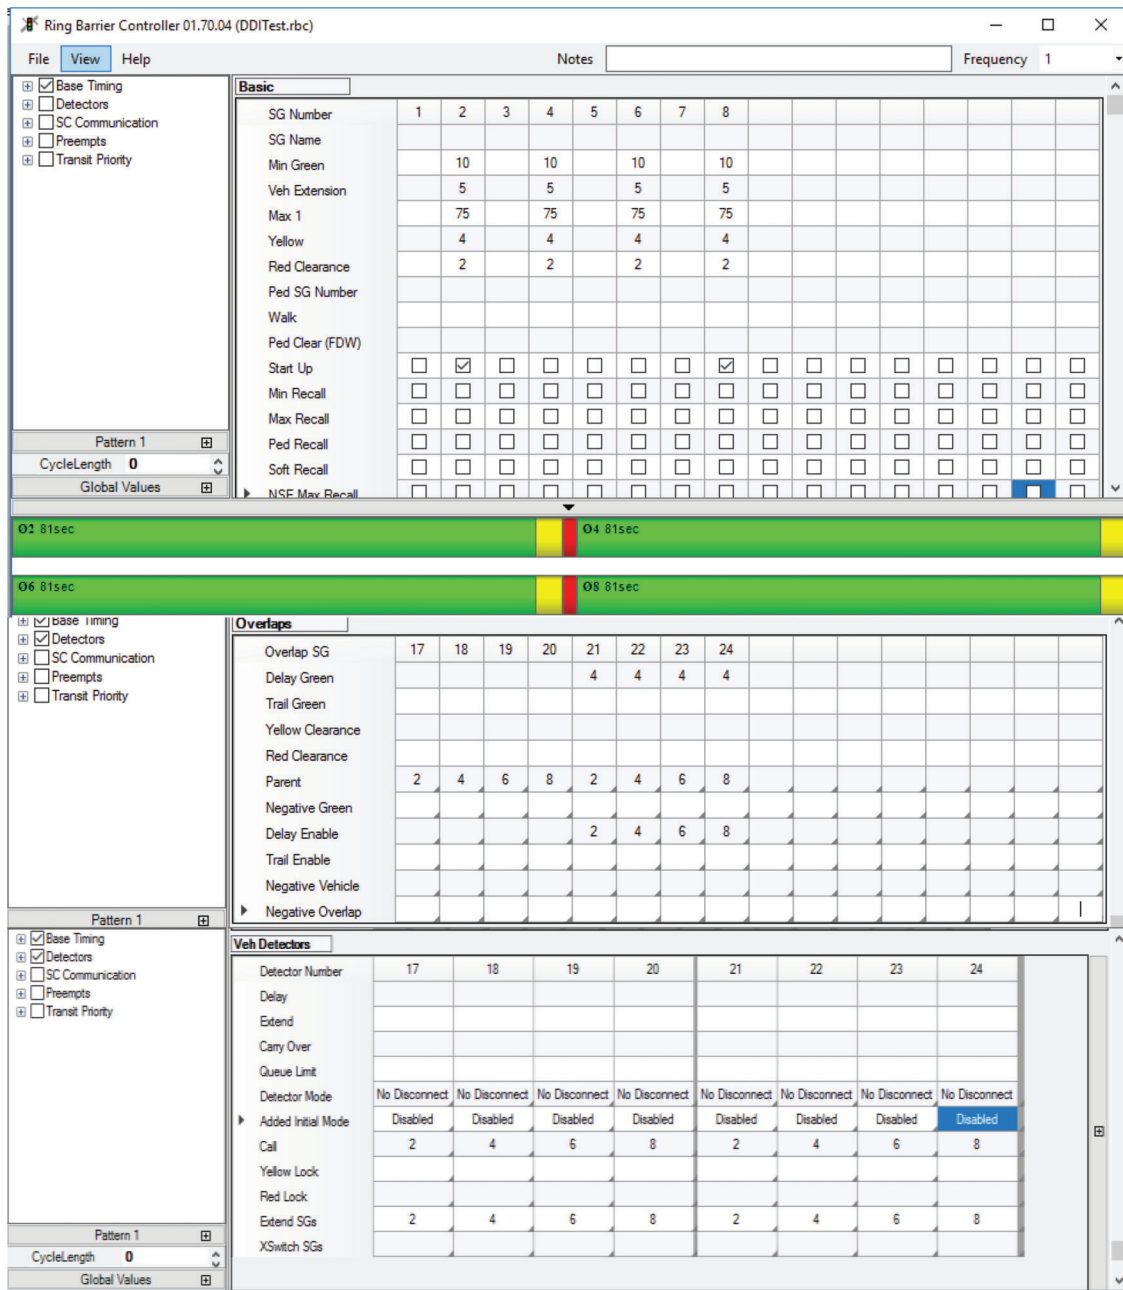 Ring Barrier Controller 01.70.04 (DDITest.rbc)
File View Help Notes Frequency 1
Base Timing
Detectors
SC Communication
Preempts
Transit Priority
Pattern 1
CycleLength 0
Global Values
Basic
SG Number 1 2 3 4 5 6 7 8
SG Name
Min Green 10 10 10 10
Veh Extension 5 5 5 5
Max 1 75 75 75 75
Yellow 4 4 4 4
Red Clearance 2 2 2 2
Ped SG Number
Walk
Ped Clear (FDW)
Start Up
Min Recall
Max Recall
Ped Recall
Soft Recall
NSE Max Recall
Ø2 81sec Ø4 81sec
Ø6 81sec Ø8 81sec
Base Timing
Detectors
SC Communication
Preempts
Transit Priority
Pattern 1
Overlaps
Overlap SG 17 18 19 20 21 22 23 24
Delay Green 4 4 4 4
Trail Green
Yellow Clearance
Red Clearance
Parent 2 4 6 8 2 4 6 8
Negative Green
Delay Enable 2 4 6 8
Trail Enable
Negative Vehicle
Negative Overlap
Base Timing
Detectors
SC Communication
Preempts
Transit Priority
Pattern 1
CycleLength 0
Global Values
Veh Detectors
Detector Number 17 18 19 20 21 22 23 24
Delay
Extend
Carry Over
Queue Limit
Detector Mode No Disconnect No Disconnect No Disconnect No Disconnect No Disconnect No Disconnect No Disconnect No Disconnect
Added Initial Mode Disabled Disabled Disabled Disabled Disabled Disabled Disabled Disabled
Call 2 4 6 8 2 4 6 8
Yellow Lock
Red Lock
Extend SGs 2 4 6 8 2 4 6 8
XSwitch SGs